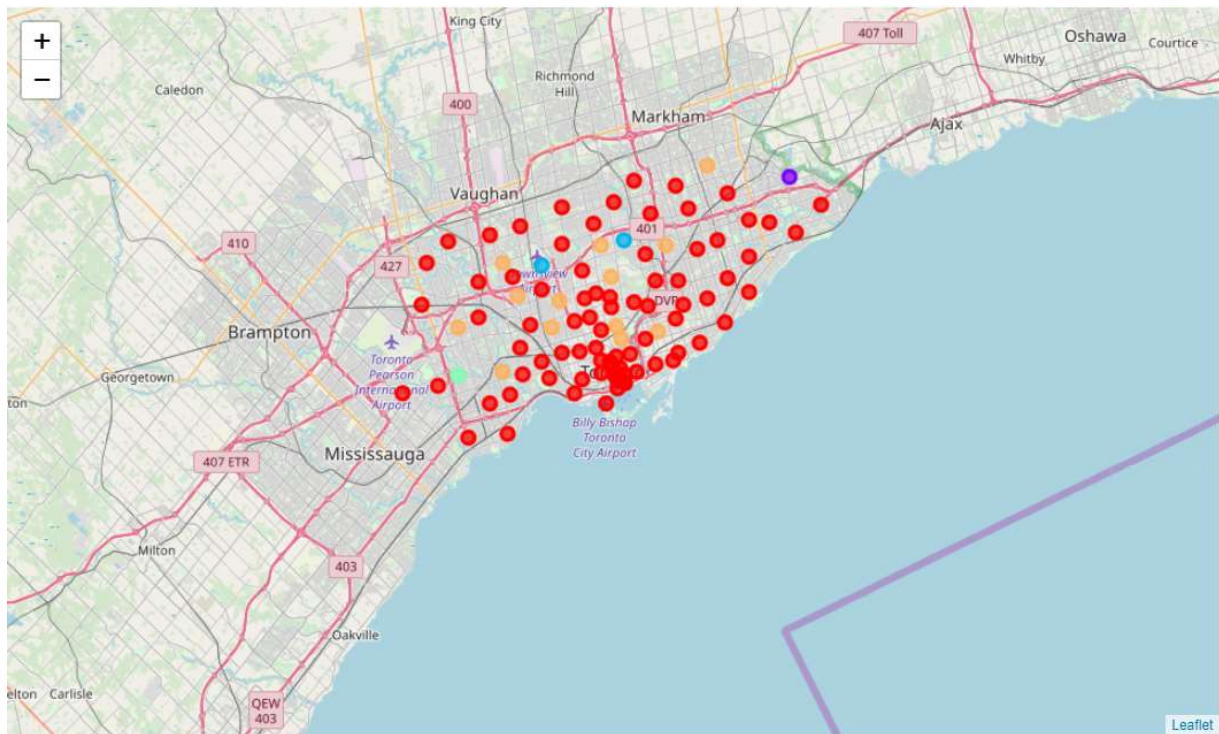 +
−
King City
407 Toll
Oshawa
Courtice
Whitby
Richmond
Hill
Caledon
400
Markham
Ajax
Vaughan
401
410
427
DVP
Brampton
Toronto
Pearson
International
Airport
Georgetown
Billy Bishop
Toronto
City Airport
Mississauga
407 ETR
Milton
403
Oakville
Carlisle
QEW
403
Leaflet